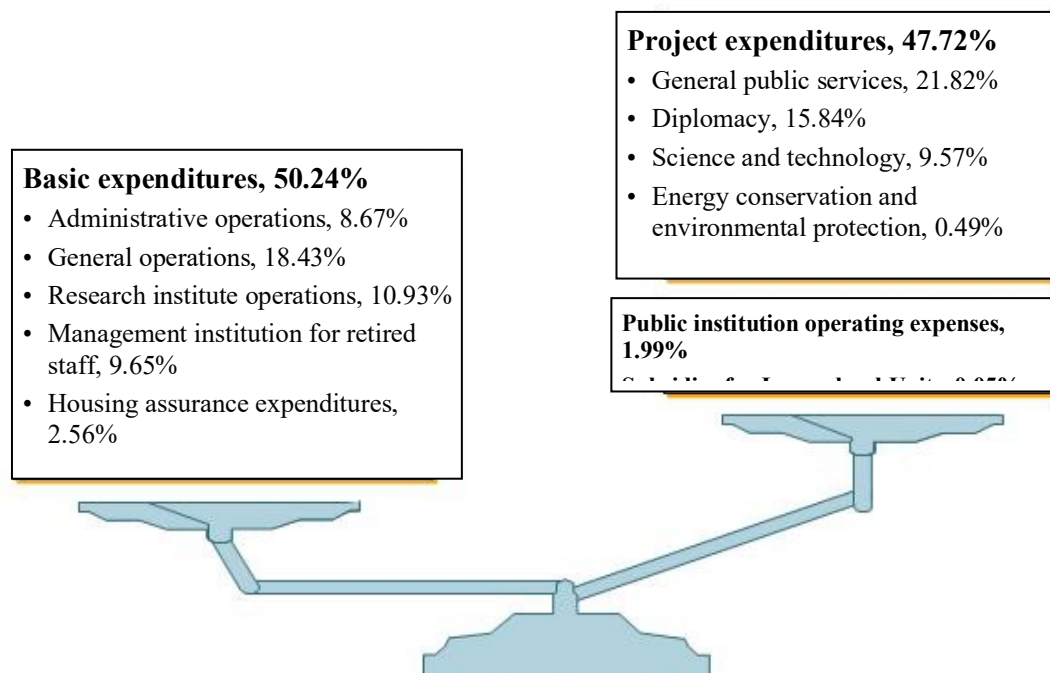 Project expenditures, 47.72%
• General public services, 21.82%
• Diplomacy, 15.84%
• Science and technology, 9.57%
• Energy conservation and
environmental protection, 0.49%
Basic expenditures, 50.24%
• Administrative operations, 8.67%
• General operations, 18.43%
• Research institute operations, 10.93%
• Management institution for retired
staff, 9.65%
• Housing assurance expenditures,
2.56%
Public institution operating expenses,
1.99%